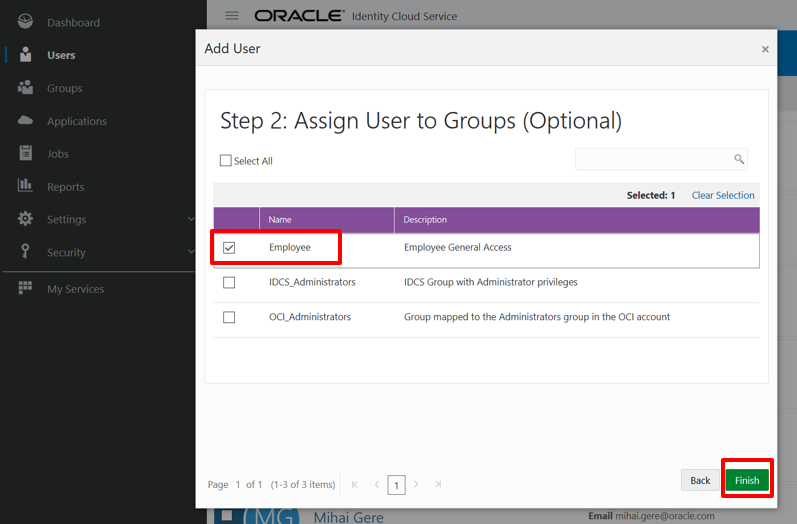 Dashboard
Users
Groups
Applications
Jobs
Reports
Settings
Security
My Services
ORACLE® Identity Cloud Service
Add User ×
Step 2: Assign User to Groups (Optional)
Select All
Selected: 1 Clear Selection
Name Description
Employee Employee General Access
IDCS_Administrators IDCS Group with Administrator privileges
OCI_Administrators Group mapped to the Administrators group in the OCI account
Page 1 of 1 (1-3 of 3 items) 1
Back Finish
MG Mihai Gere Email mihai.gere@oracle.com